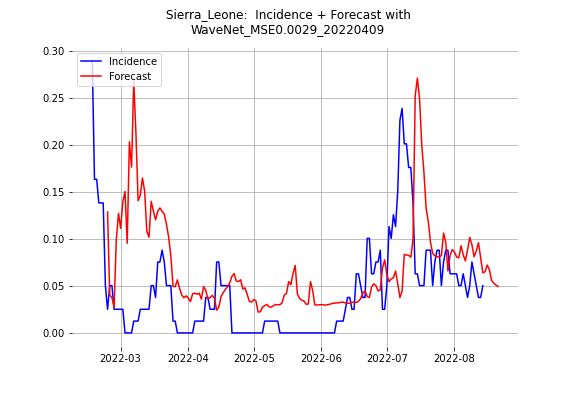 Sierra_Leone:  Incidence + Forecast with
WaveNet_MSE0.0029_20220409
Incidence
Forecast
0.30
0.25
0.20
0.15
0.10
0.05
0.00
2022-03 2022-04 2022-05 2022-06 2022-07 2022-08